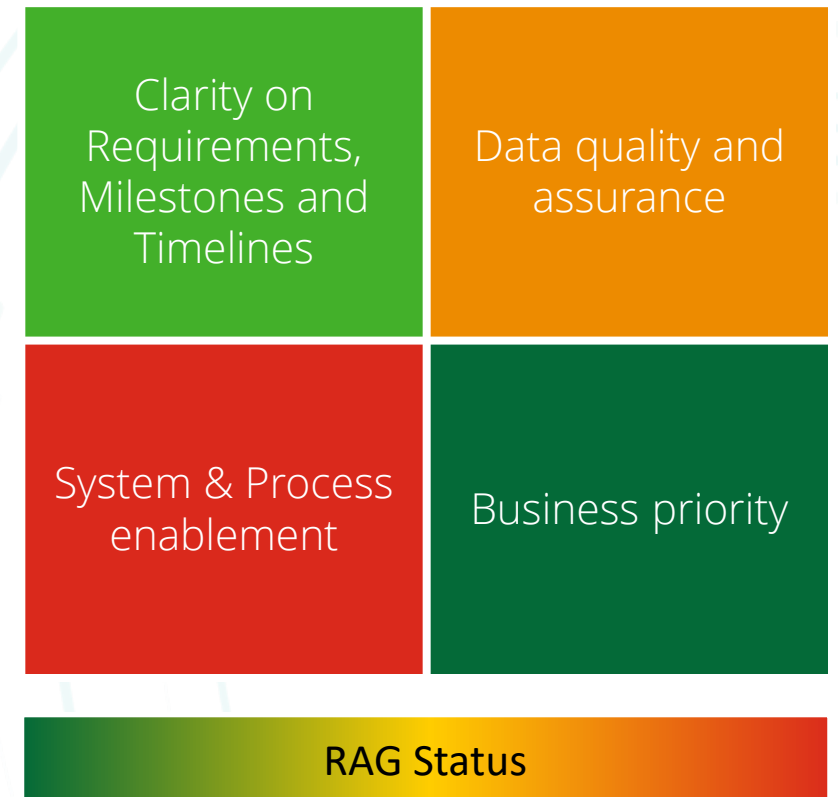 Clarity on
Requirements,
Milestones and
Timelines
Data quality and
assurance
System & Process
enablement
Business priority
RAG Status